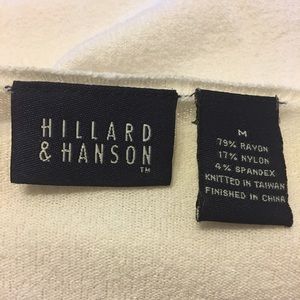 HILLARD
& HANSON
TM
M
79% RAYON
17% NYLON
4% SPANDEX
KNITTED IN TAIWAN
FINISHED IN CHINA